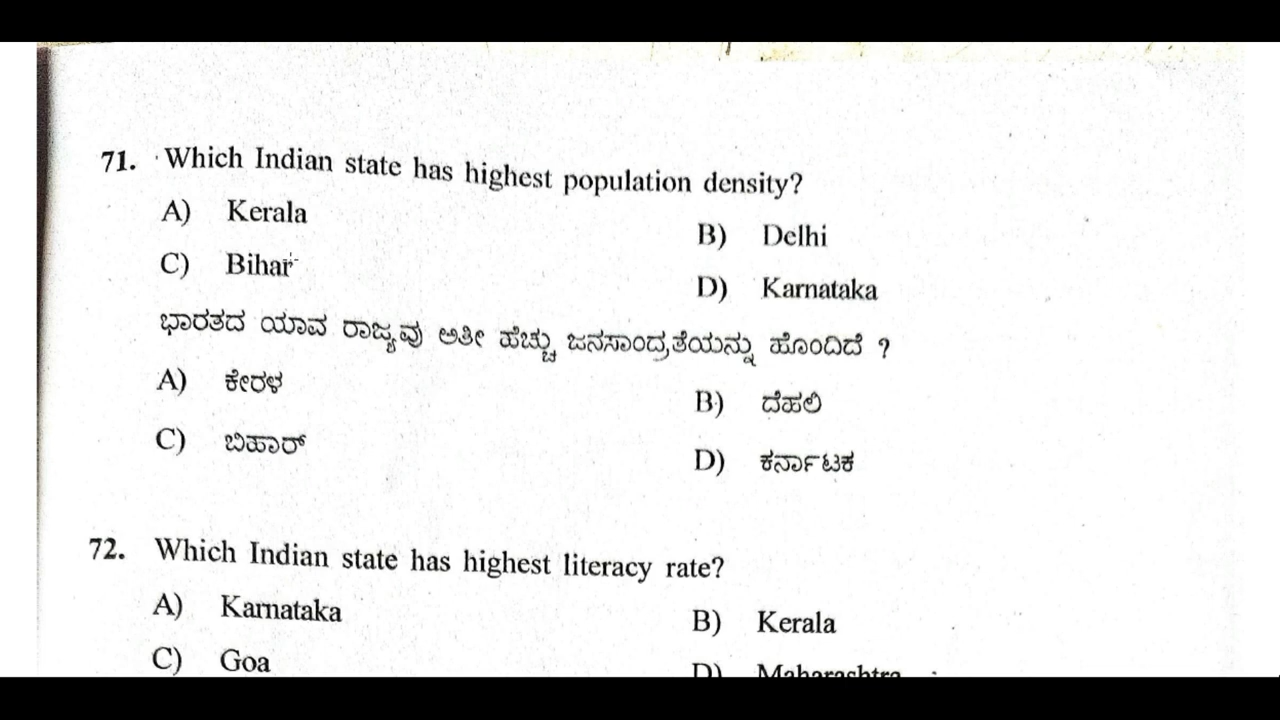 71. Which Indian state has highest population density?
A) Kerala
B) Delhi
C) Bihar
D) Karnataka
ಭಾರತದ ಯಾವ ರಾಜ್ಯವು ಅತೀ ಹೆಚ್ಚು ಜನಸಾಂದ್ರತೆಯನ್ನು ಹೊಂದಿದೆ ?
A) ಕೇರಳ
B) ದೆಹಲಿ
C) ಬಿಹಾರ್
D) ಕರ್ನಾಟಕ
72. Which Indian state has highest literacy rate?
A) Karnataka
B) Kerala
C) Goa
D) Maharashtra